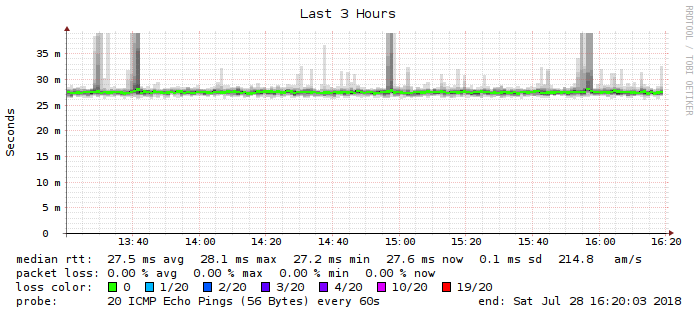 Last 3 Hours
RRDTOOL / TOBI OETIKER
Seconds
35 m
30 m
25 m
20 m
15 m
10 m
5 m
0
13:40 14:00 14:20 14:40 15:00 15:20 15:40 16:00 16:20
median rtt: 27.5 ms avg 28.1 ms max 27.2 ms min 27.6 ms now 0.1 ms sd 214.8 am/s
packet loss: 0.00 % avg 0.00 % max 0.00 % min 0.00 % now
loss color: 0 1/20 2/20 3/20 4/20 10/20 19/20
probe: 20 ICMP Echo Pings (56 Bytes) every 60s end: Sat Jul 28 16:20:03 2018